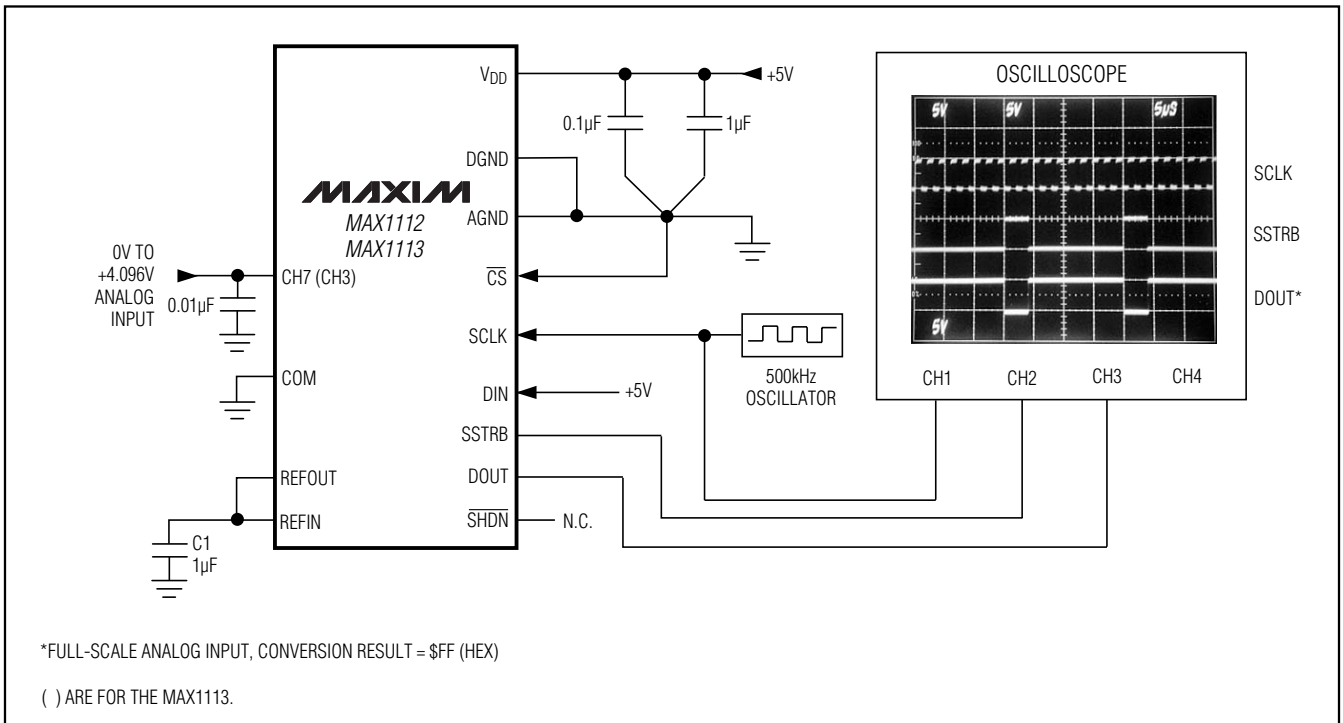 VDD
+5V
0.1µF
1µF
DGND
MAXIM
MAX1112
MAX1113
AGND
0V TO
+4.096V
ANALOG
INPUT
0.01µF
CH7 (CH3)
CS
SCLK
500kHz
OSCILLATOR
COM
DIN
+5V
SSTRB
REFOUT
DOUT
REFIN
SHDN
N.C.
C1
1µF
OSCILLOSCOPE
5V
5V
5µS
SCLK
SSTRB
DOUT*
5V
CH1
CH2
CH3
CH4
*FULL-SCALE ANALOG INPUT, CONVERSION RESULT = $FF (HEX)
( ) ARE FOR THE MAX1113.